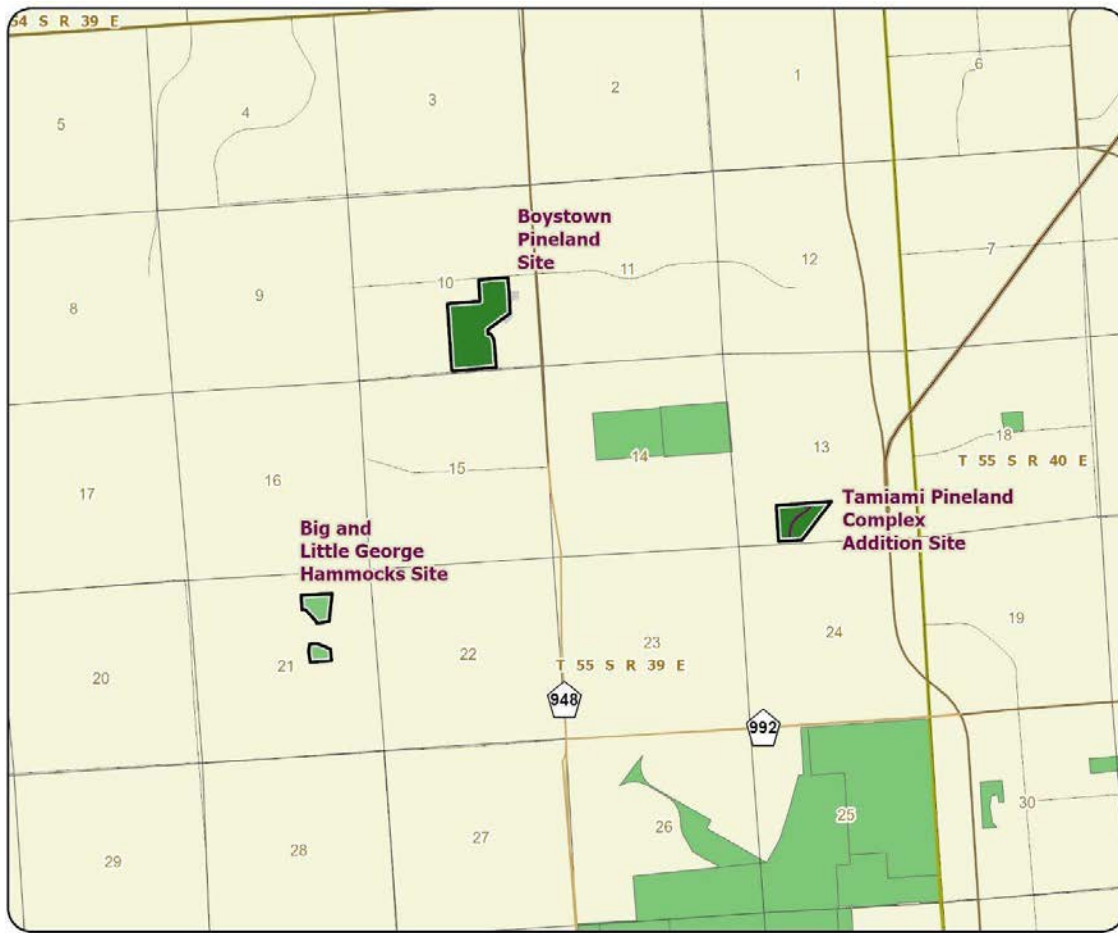 54 S R 39 E
6
1
2
3
4
5
Boystown
Pineland
Site
7
12
11
10
9
8
18
T 55 S R 40 E
13
14
15
16
17
Tamiami Pineland
Complex
Addition Site
Big and
Little George
Hammocks Site
19
24
23
T 55 S R 39 E
22
21
20
948
992
30
25
26
27
28
29